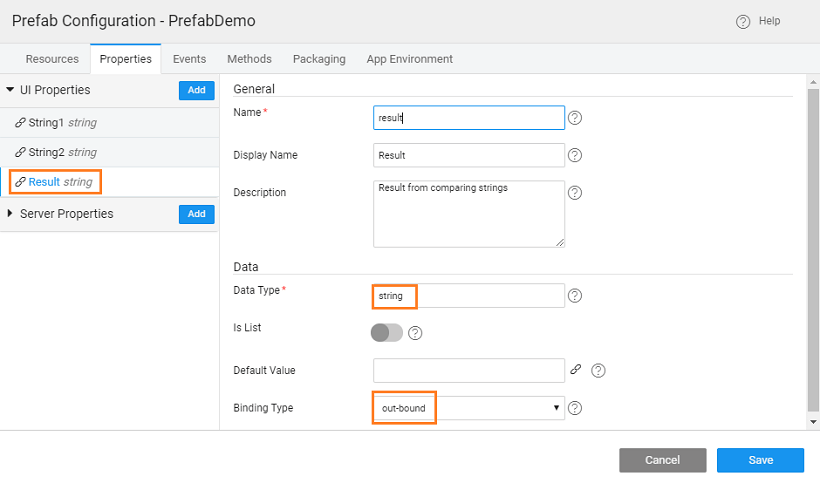 Prefab Configuration - PrefabDemo
? Help
Resources Properties Events Methods Packaging App Environment
UI Properties Add
String1 string
String2 string
Result string
Server Properties Add
General
Name * result ?
Display Name Result ?
Description Result from comparing strings ?
Data
Data Type * string ?
Is List ?
Default Value ?
Binding Type out-bound ?
Cancel Save